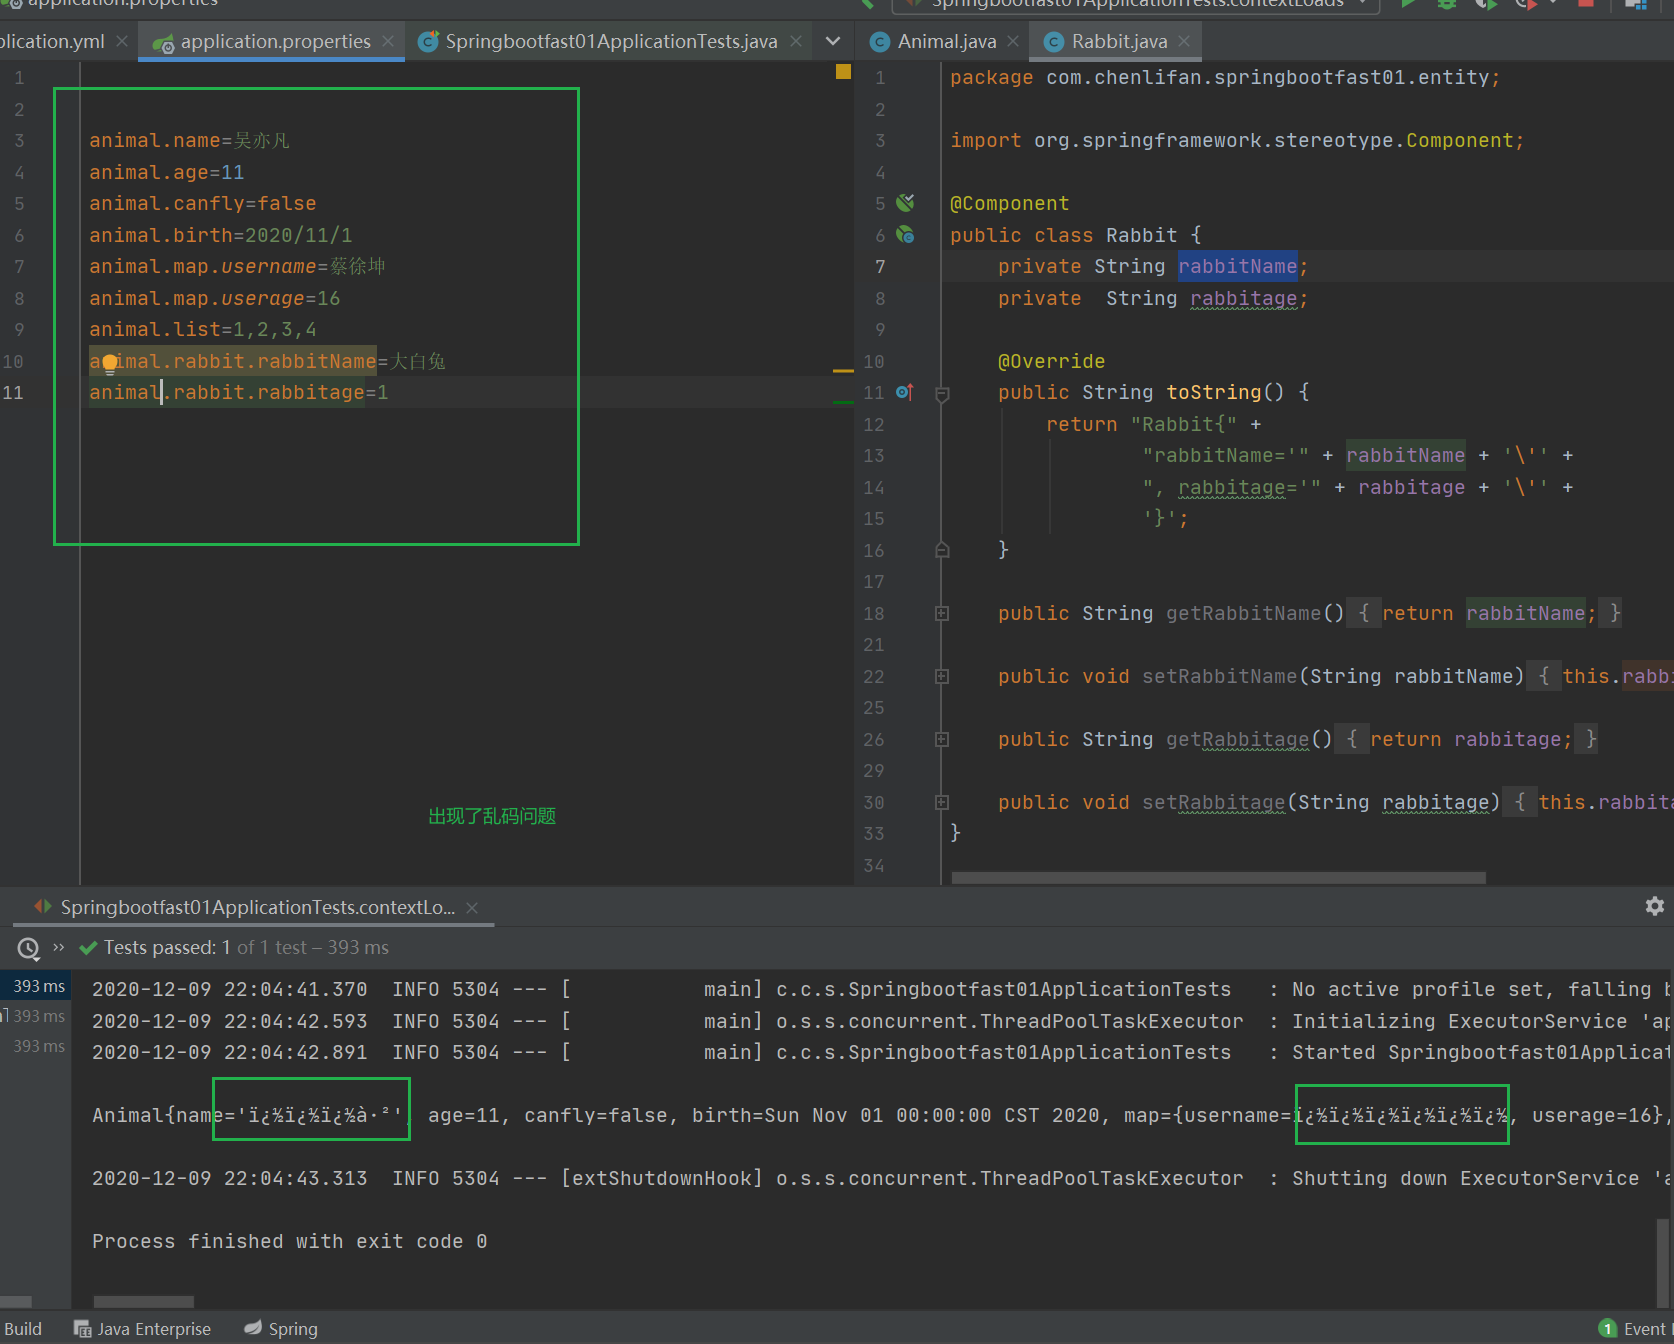 application.properties
Springbootfast01ApplicationTests.contextLoads
plication.yml
application.properties
Springbootfast01ApplicationTests.java
Animal.java
Rabbit.java
1
2
3 animal.name=吴亦凡
4 animal.age=11
5 animal.canfly=false
6 animal.birth=2020/11/1
7 animal.map.username=蔡徐坤
8 animal.map.userage=16
9 animal.list=1,2,3,4
10 animal.rabbit.rabbitName=大白兔
11 animal.rabbit.rabbitage=1
出现了乱码问题
1 package com.chenlifan.springbootfast01.entity;
2
3 import org.springframework.stereotype.Component;
4
5 @Component
6 public class Rabbit {
7 private String rabbitName;
8 private  String rabbitage;
9
10 @Override
11 public String toString() {
12 return "Rabbit{" +
13 "rabbitName='" + rabbitName + '\'' +
14 ", rabbitage='" + rabbitage + '\'' +
15 '}';
16 }
17
18 public String getRabbitName() { return rabbitName; }
21
22 public void setRabbitName(String rabbitName) { this.rabbi
25
26 public String getRabbitage() { return rabbitage; }
29
30 public void setRabbitage(String rabbitage) { this.rabbita
33 }
34
Springbootfast01ApplicationTests.contextLo...
Tests passed: 1 of 1 test – 393 ms
393 ms
393 ms
393 ms
2020-12-09 22:04:41.370  INFO 5304 --- [           main] c.c.s.Springbootfast01ApplicationTests   : No active profile set, falling b
2020-12-09 22:04:42.593  INFO 5304 --- [           main] o.s.s.concurrent.ThreadPoolTaskExecutor  : Initializing ExecutorService 'ap
2020-12-09 22:04:42.891  INFO 5304 --- [           main] c.c.s.Springbootfast01ApplicationTests   : Started Springbootfast01Applicat
Animal{name='ï¿½ï¿½ï¿½à·²', age=11, canfly=false, birth=Sun Nov 01 00:00:00 CST 2020, map={username=ï¿½ï¿½ï¿½ï¿½ï¿½ï¿½, userage=16},
2020-12-09 22:04:43.313  INFO 5304 --- [extShutdownHook] o.s.s.concurrent.ThreadPoolTaskExecutor  : Shutting down ExecutorService 'a
Process finished with exit code 0
Build
Java Enterprise
Spring
1 Event